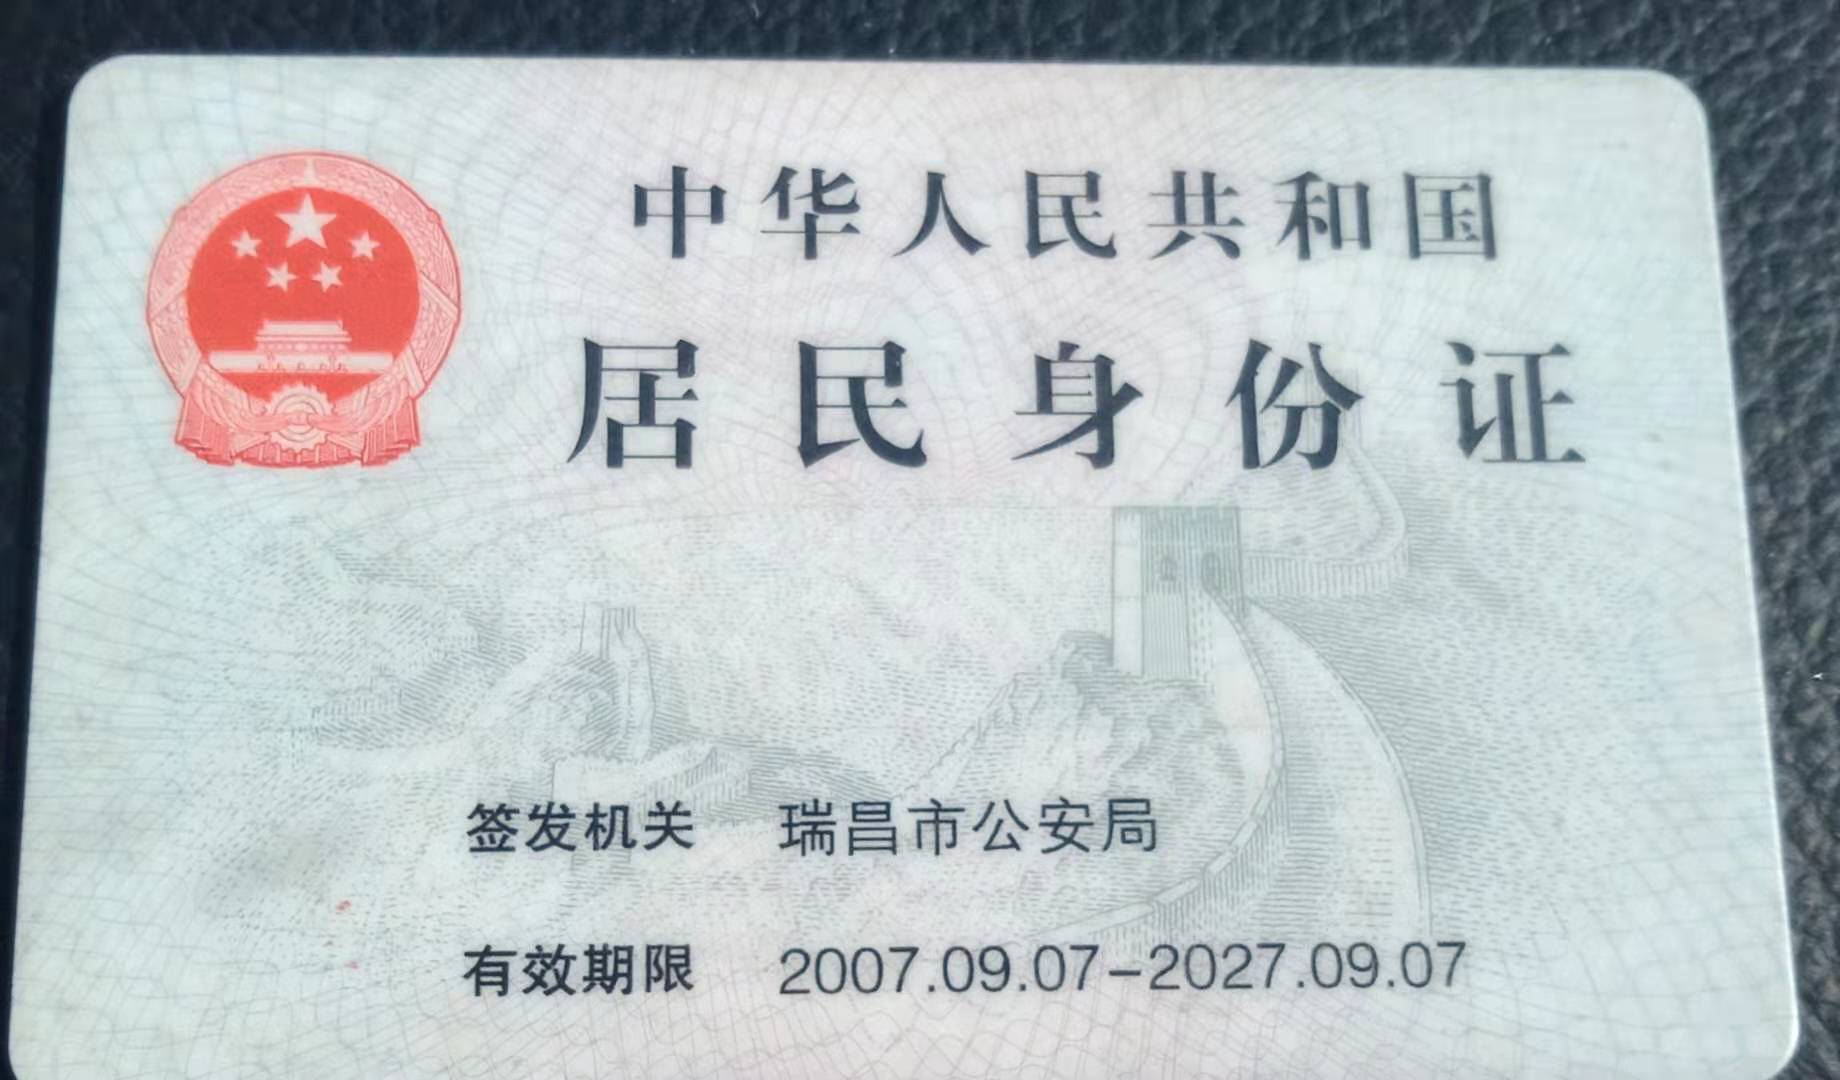 中华人民共和国
居民身份证
签发机关 瑞昌市公安局
有效期限 2007.09.07-2027.09.07